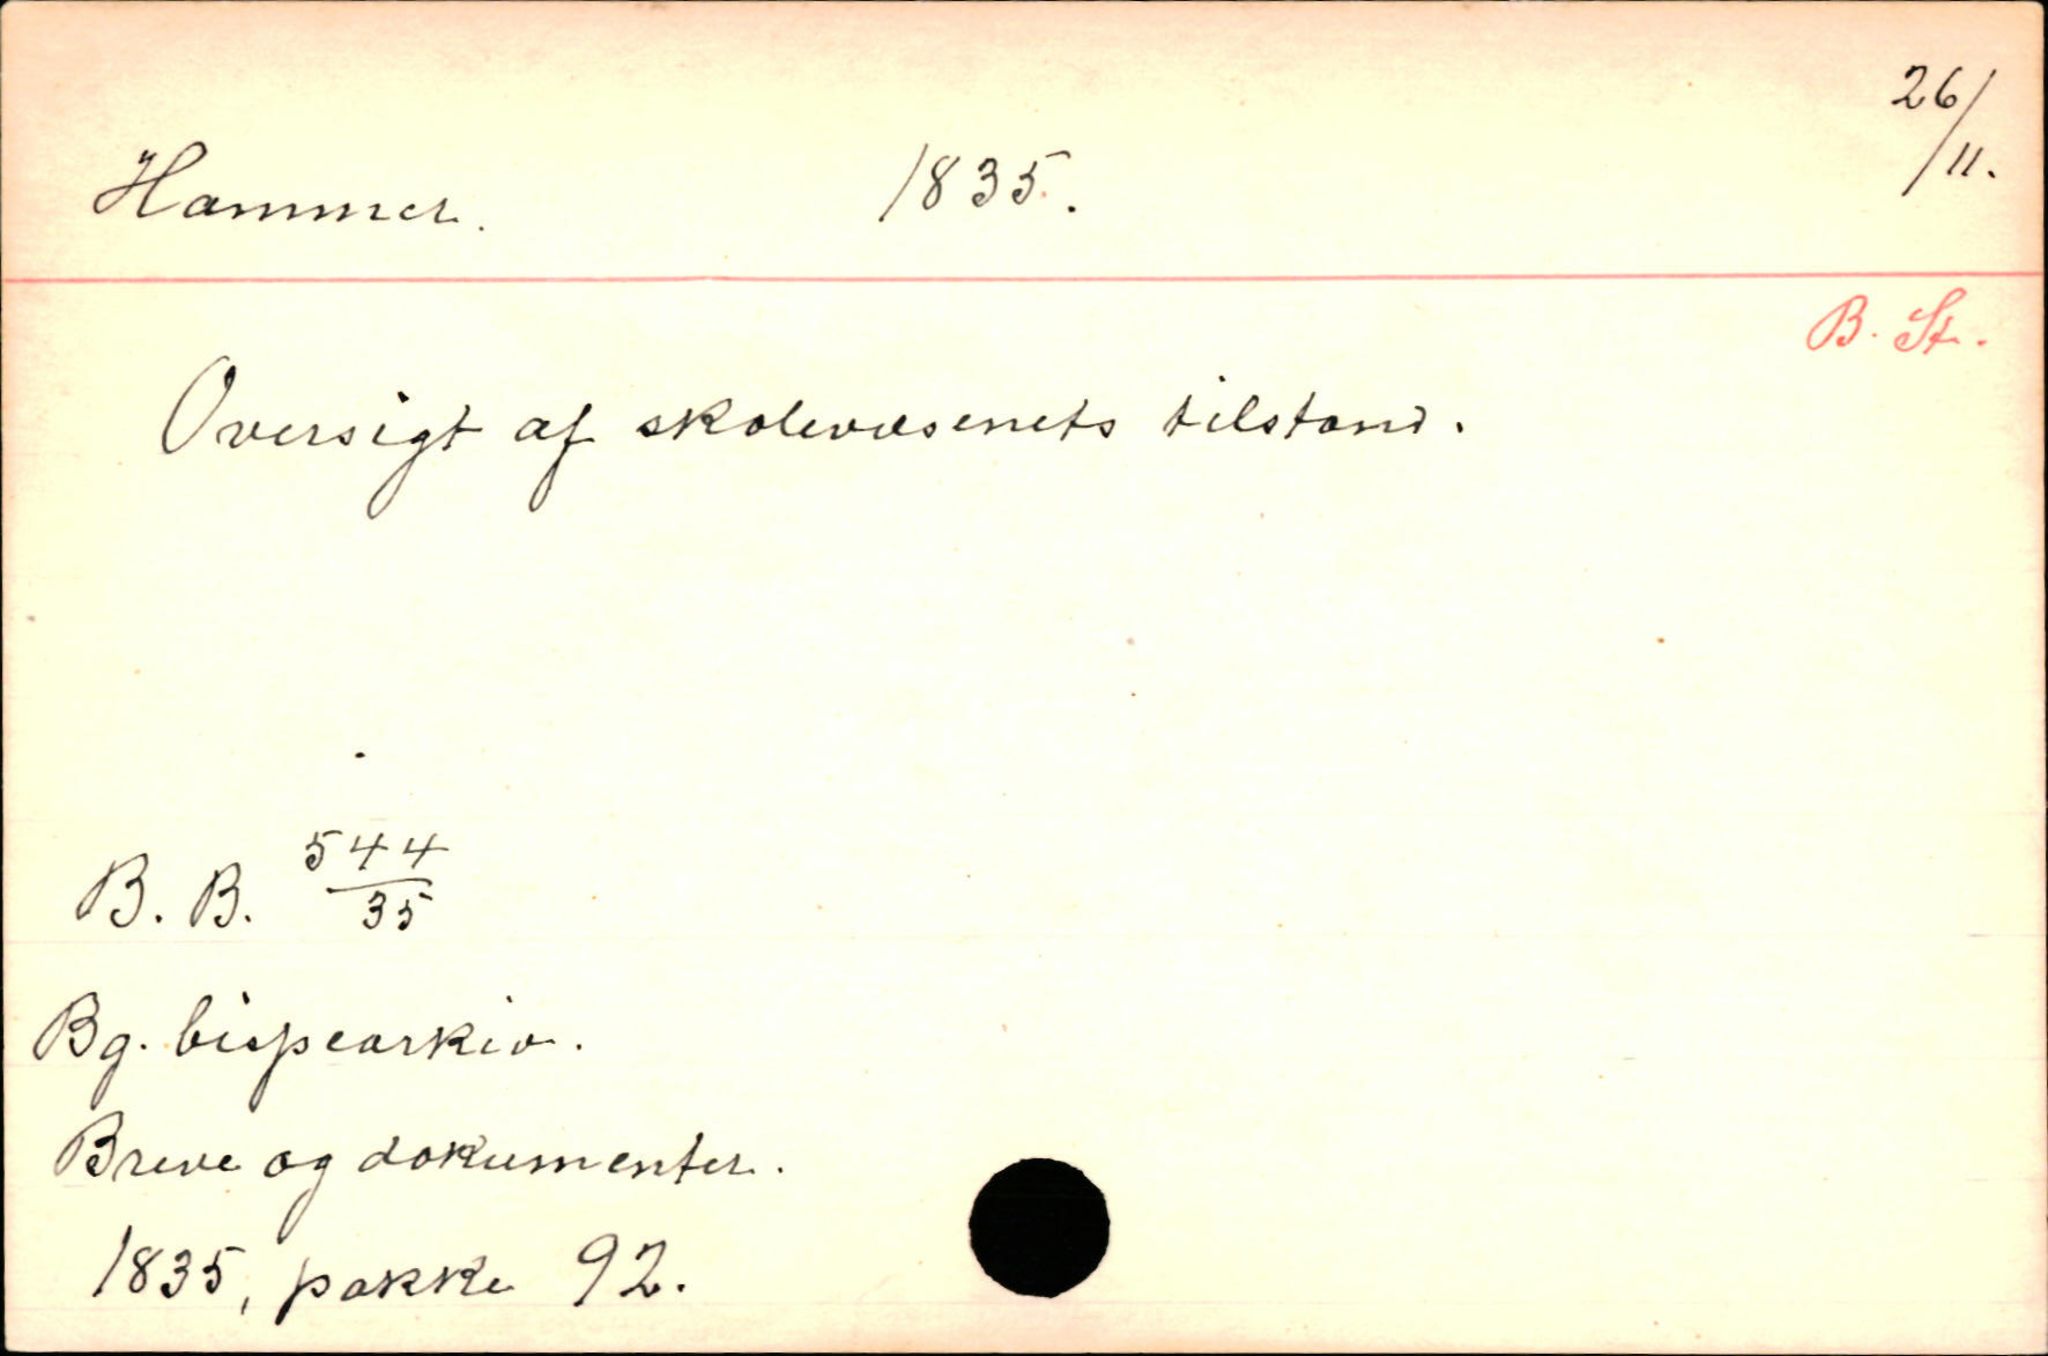 Hammer. 1835. 26/11.
B. St.
Oversigt af skolevæsenets tilstand.
B. B. 544/35
Bg. bispearkiv.
Breve og dokumenter.
1835, pakke 92.